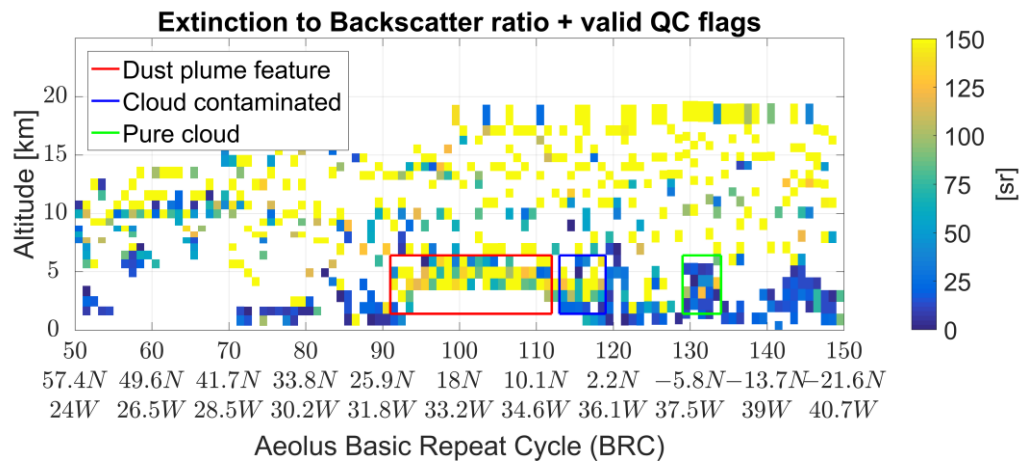 Extinction to Backscatter ratio + valid QC flags
Dust plume feature
Cloud contaminated
Pure cloud
Altitude [km]
20
15
10
5
0
150
100
75
50
25
0
[sr]
50 60 70 80 90 100 110 120 130 140 150
57.4N 49.6N 41.7N 33.8N 25.9N 18N 10.1N 2.2N −5.8N −13.7N −21.6N
24W 26.5W 28.5W 30.2W 31.8W 33.2W 34.6W 36.1W 37.5W 39W 40.7W
Aeolus Basic Repeat Cycle (BRC)